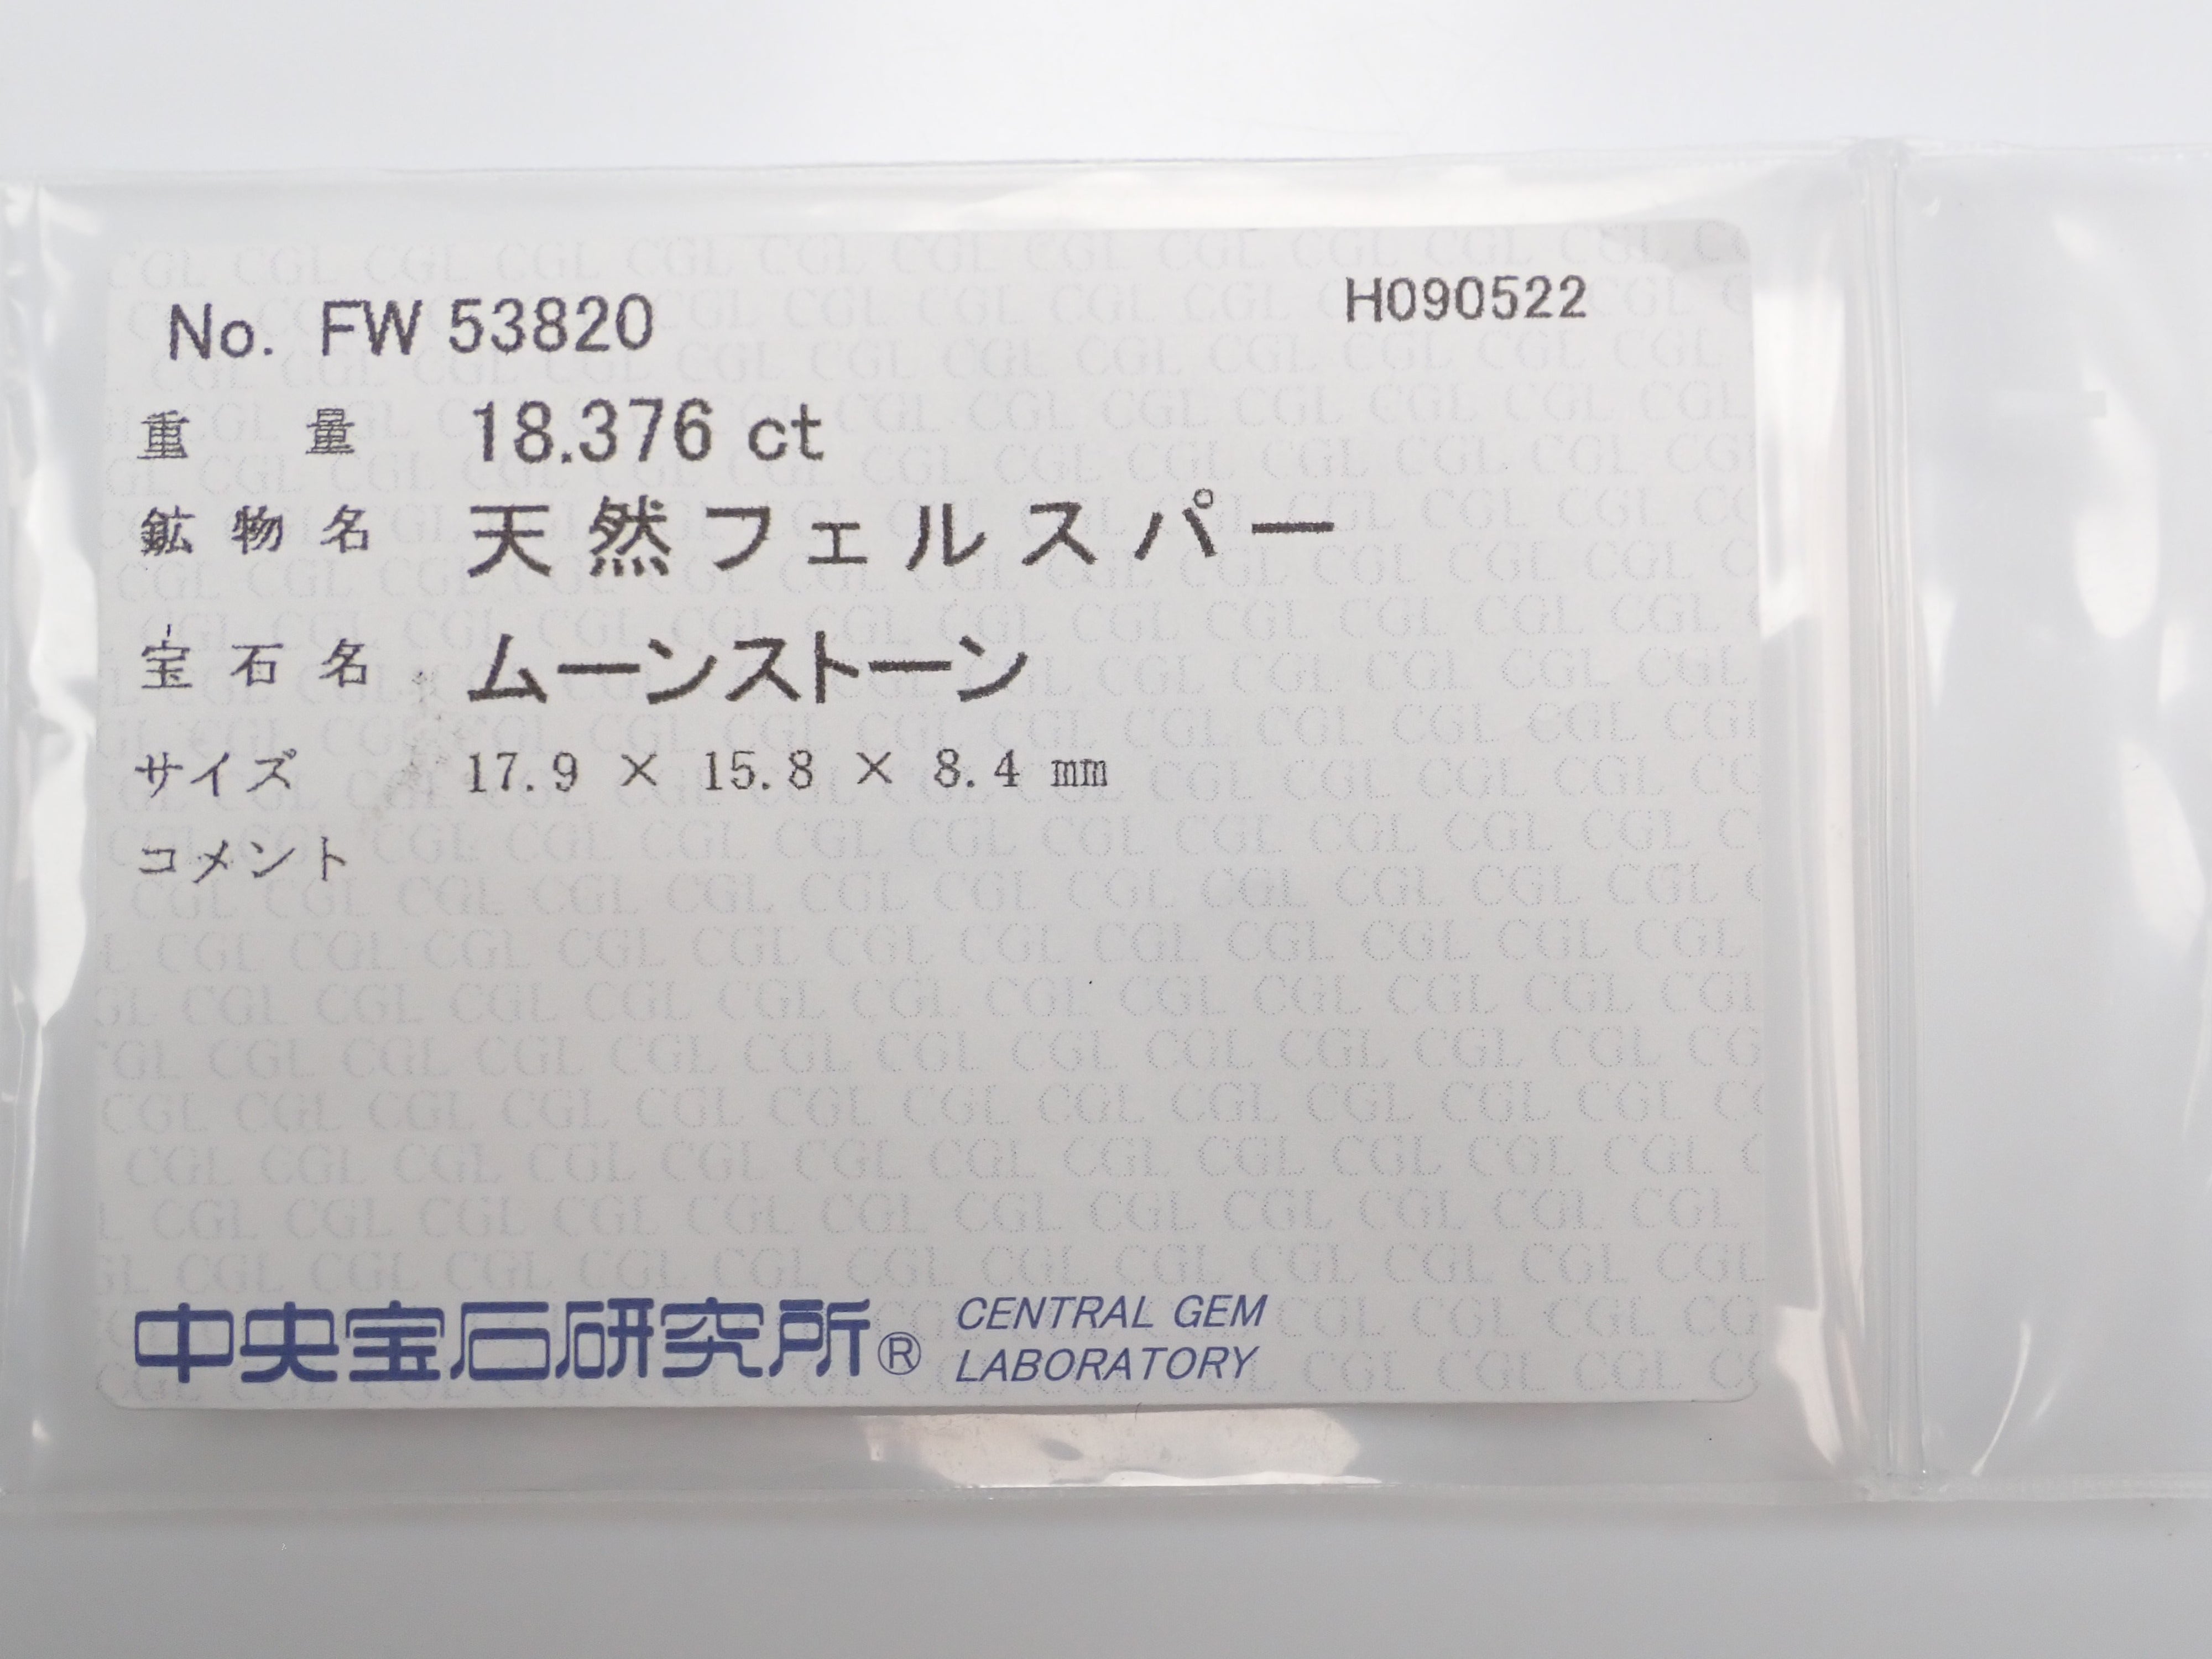 No. FW 53820
H090522
重量 18.376 ct
鉱物名 天然フェルスパー
宝石名 ムーンストーン
サイズ 17.9 × 15.8 × 8.4 mm
コメント
中央宝石研究所® CENTRAL GEM
LABORATORY